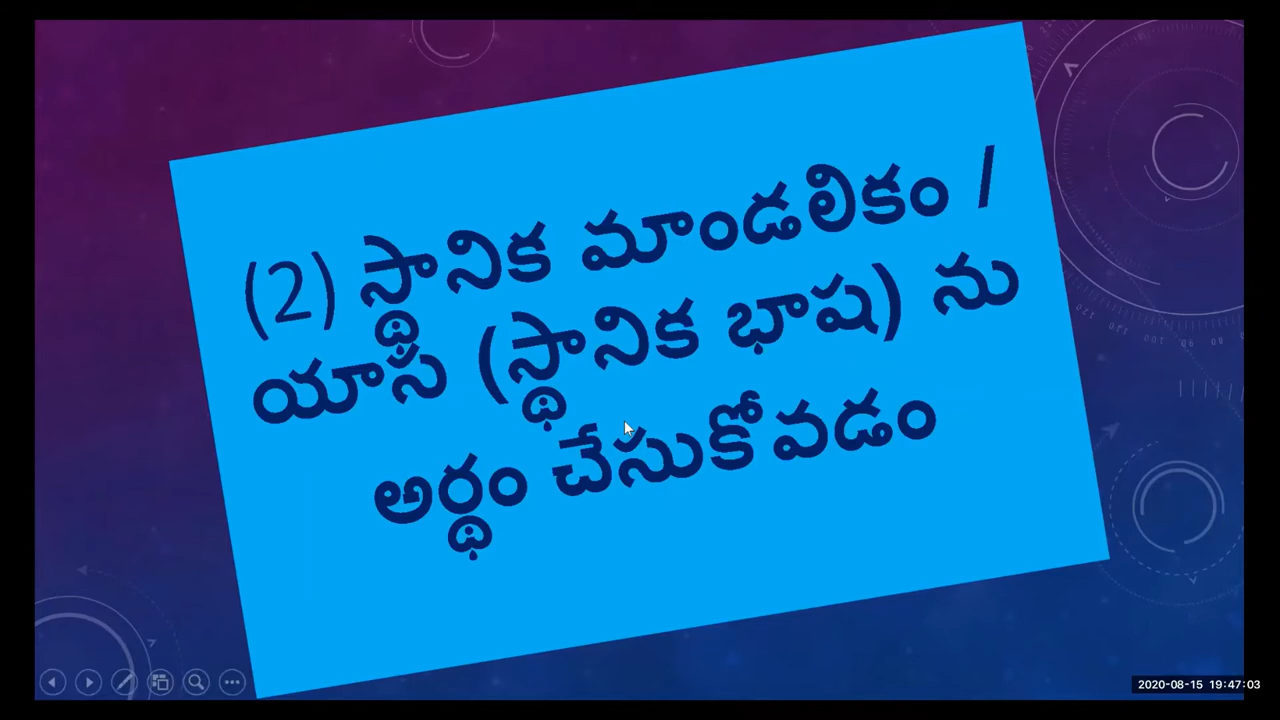 (2) స్థానిక మాండలికం /
యాస (స్థానిక భాష) ను
అర్థం చేసుకోవడం
2020-08-15 19:47:03